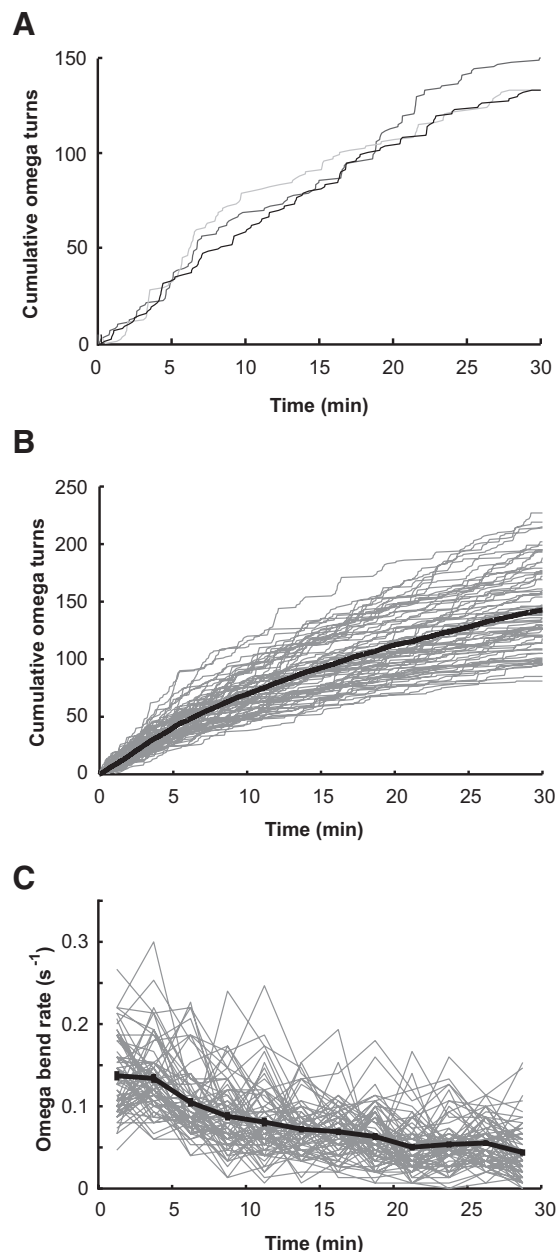 A
150
100
50
0
Cumulative omega turns
0 5 10 15 20 25 30
Time (min)
B
250
200
150
100
50
0
Cumulative omega turns
0 5 10 15 20 25 30
Time (min)
C
0.3
0.2
0.1
0
Omega bend rate (s⁻¹)
0 5 10 15 20 25 30
Time (min)